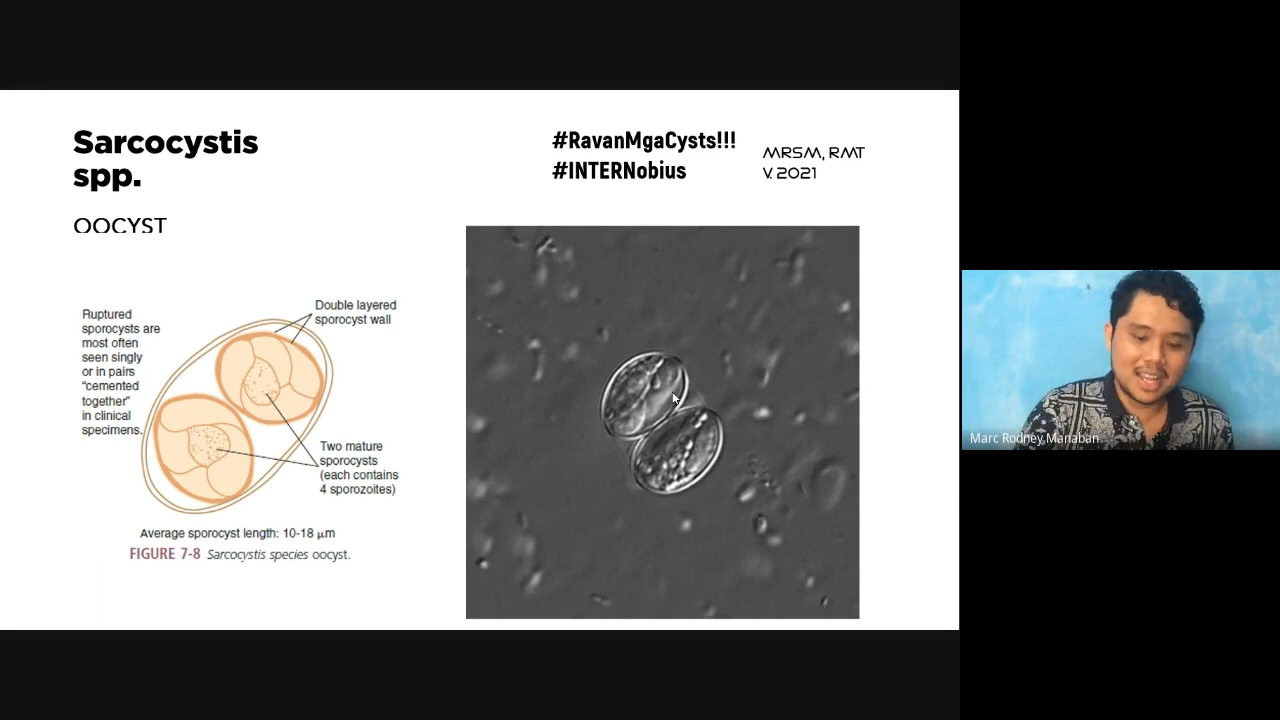 Sarcocystis
spp.
OOCYST
#RavanMgaCysts!!!
#INTERNobius
MRSM, RMT
V. 2021
Ruptured
sporocysts are
most often
seen singly
or in pairs
"cemented
together"
in clinical
specimens.
Double layered
sporocyst wall
Two mature
sporocysts
(each contains
4 sporozoites)
Average sporocyst length: 10-18 μm
FIGURE 7-8 Sarcocystis species oocyst.
Marc Rodney Manaban